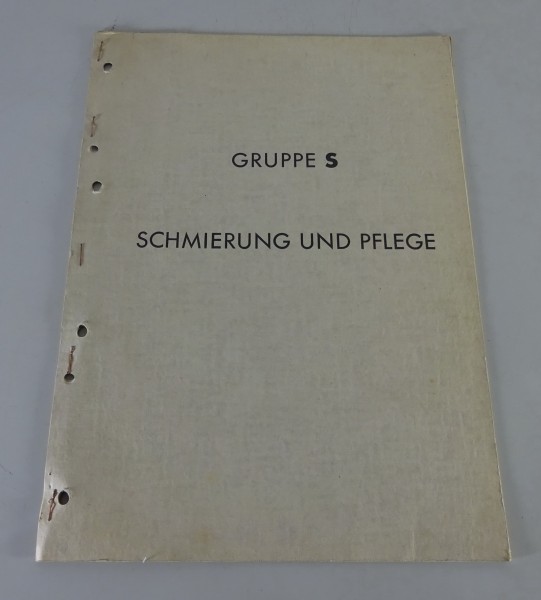 GRUPPE S
SCHMIERUNG UND PFLEGE